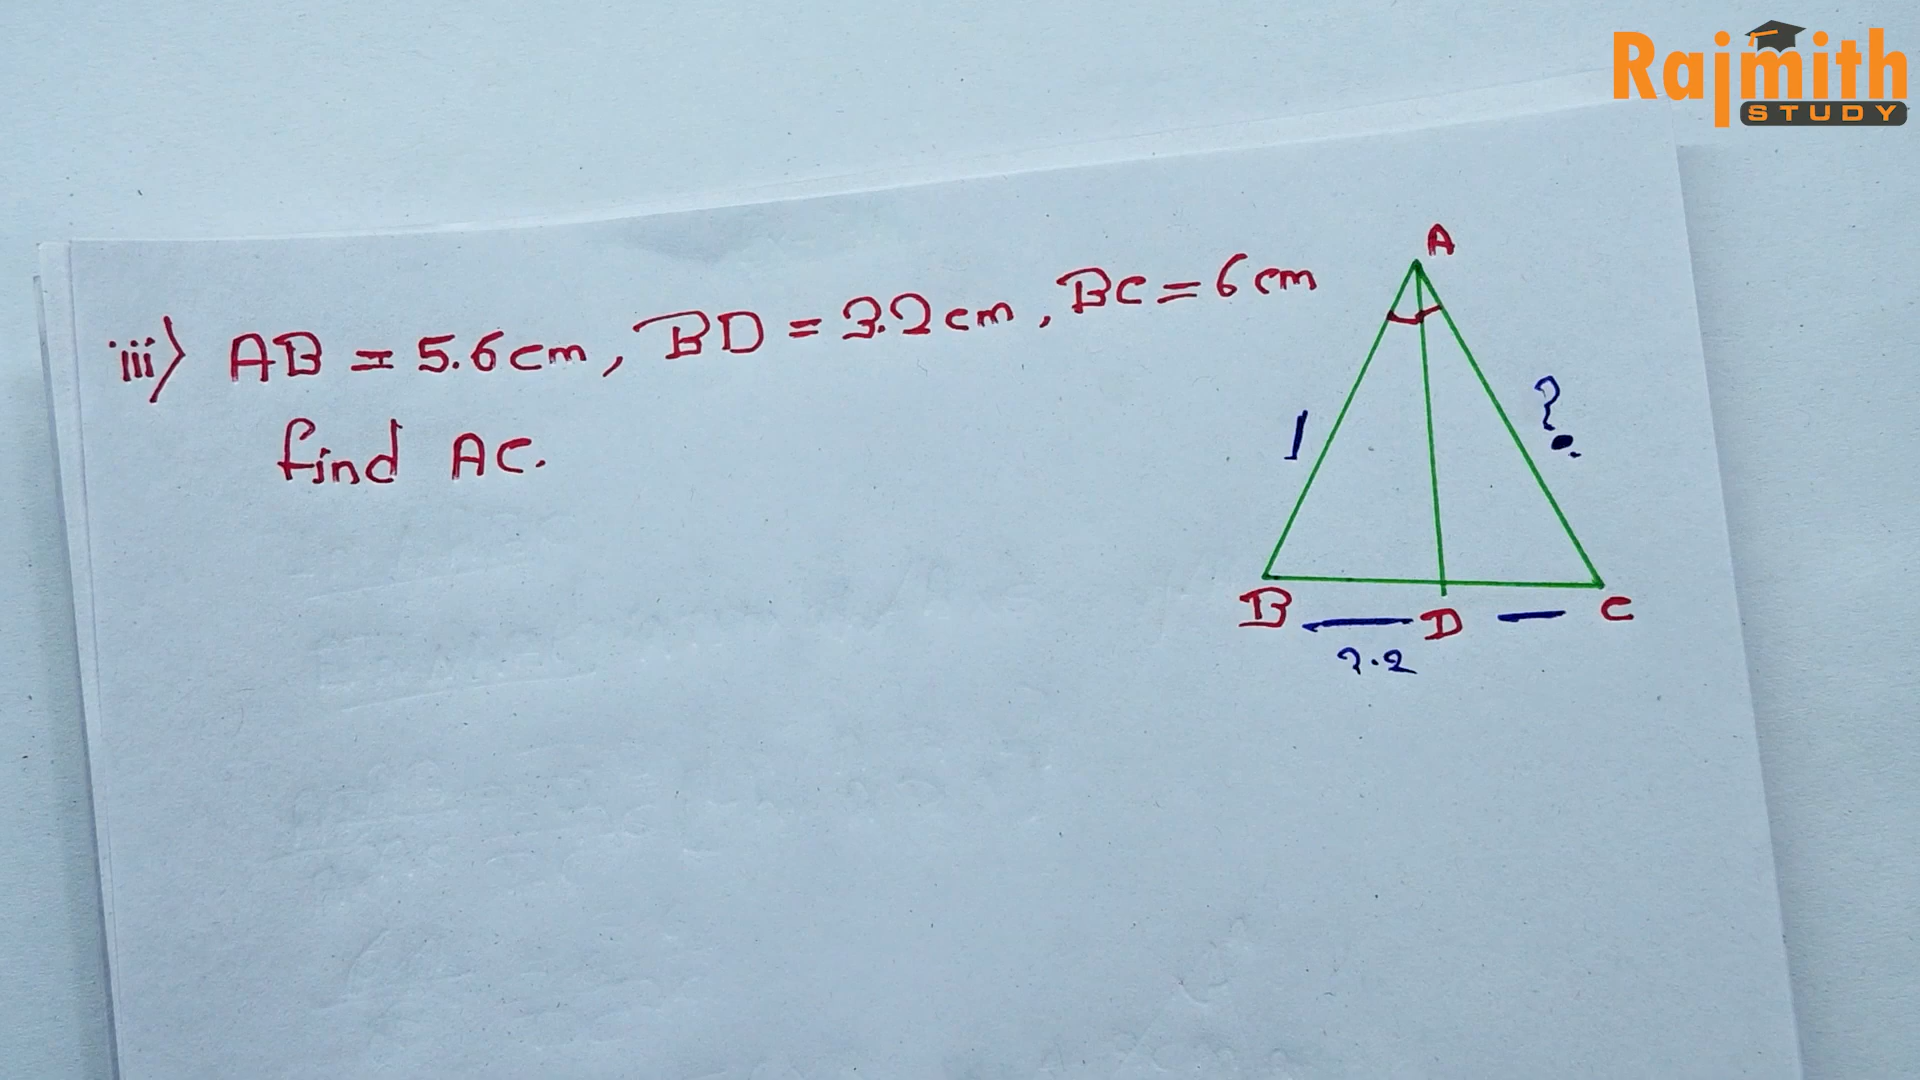 Rajmith
STUDY
iii) AB = 5.6cm, BD = 3.2cm, BC = 6cm
find AC.
A
?
B D C
3.2